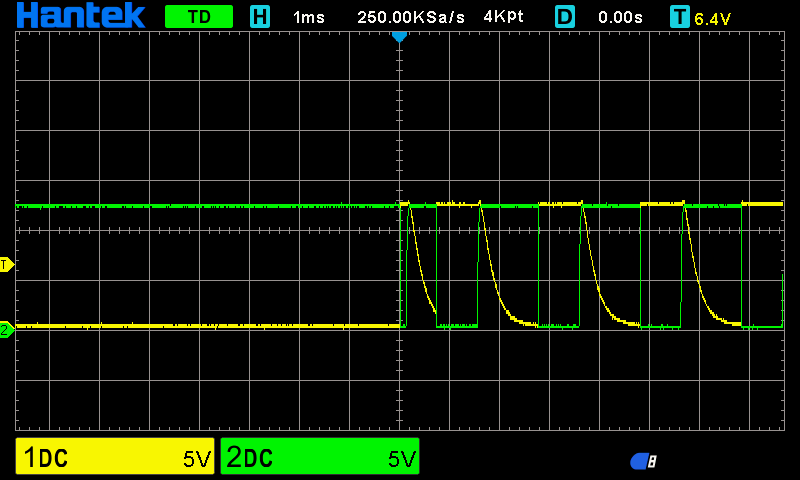 Hantek TD H 1ms 250.00KSa/s 4Kpt D 0.00s T 6.4V
T
2
1DC 5V 2DC 5V